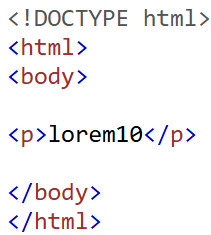 <!DOCTYPE html>
<html>
<body>
<p>lorem10</p>
</body>
</html>